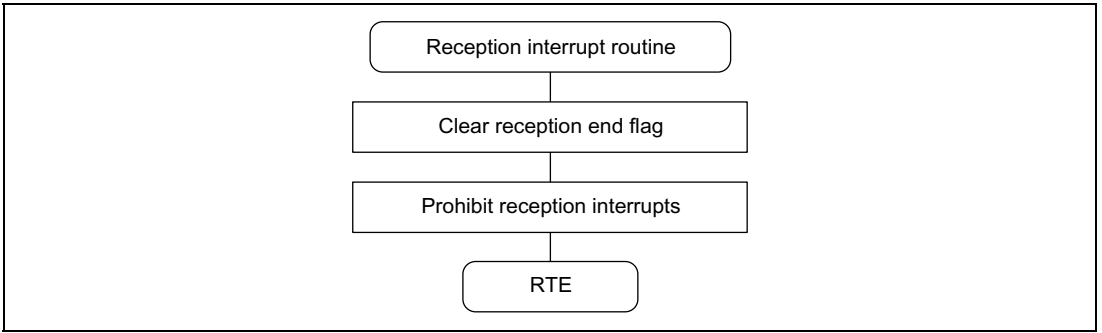 Reception interrupt routine
Clear reception end flag
Prohibit reception interrupts
RTE